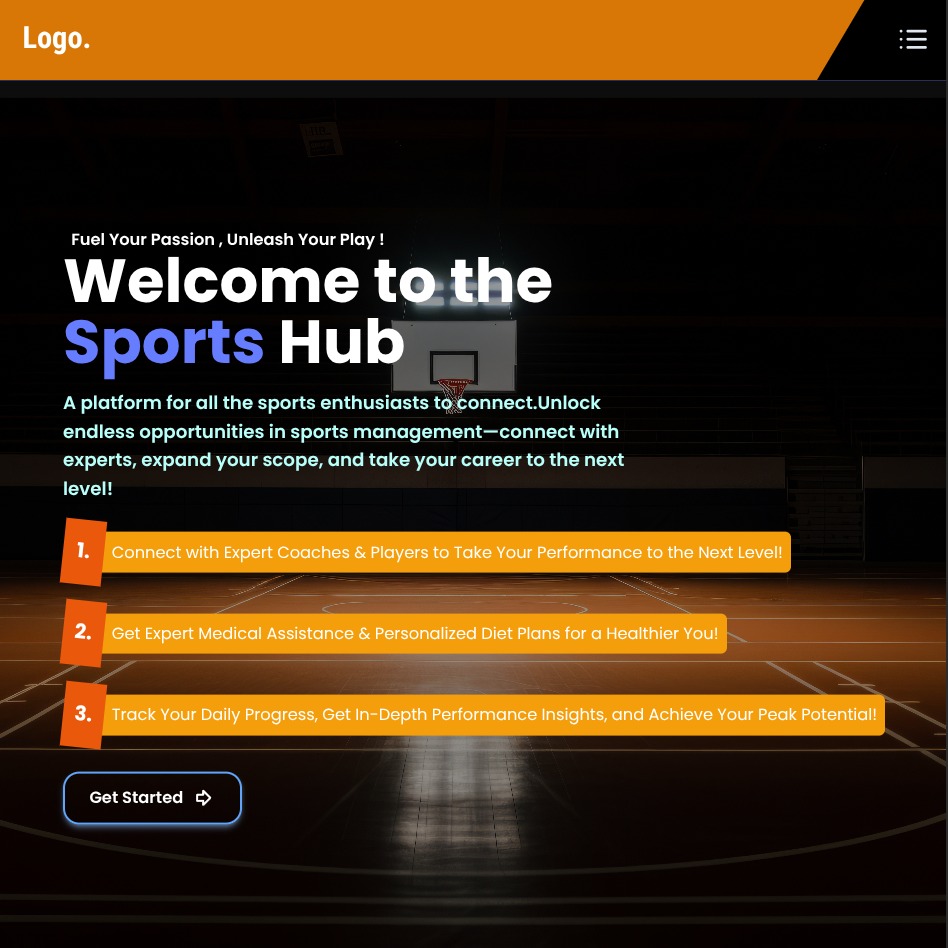 Logo.
Fuel Your Passion , Unleash Your Play !
Welcome to the
Sports Hub
A platform for all the sports enthusiasts to connect.Unlock
endless opportunities in sports management—connect with
experts, expand your scope, and take your career to the next
level!
1. Connect with Expert Coaches & Players to Take Your Performance to the Next Level!
2. Get Expert Medical Assistance & Personalized Diet Plans for a Healthier You!
3. Track Your Daily Progress, Get In-Depth Performance Insights, and Achieve Your Peak Potential!
Get Started